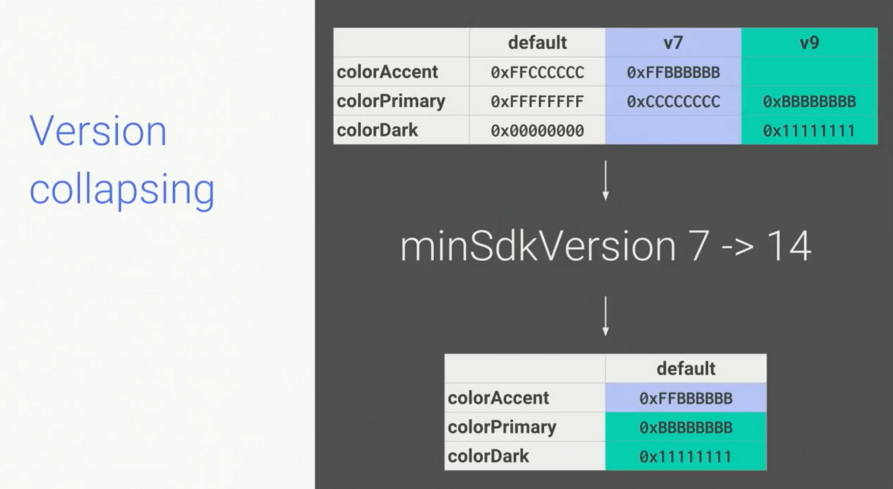 Version
collapsing
default v7 v9
colorAccent 0xFFCCCCCC 0xFFBBBBBB
colorPrimary 0xFFFFFFFF 0xCCCCCCCC 0xBBBBBBBB
colorDark 0x00000000 0x11111111
minSdkVersion 7 -> 14
default
colorAccent 0xFFBBBBBB
colorPrimary 0xBBBBBBBB
colorDark 0x11111111